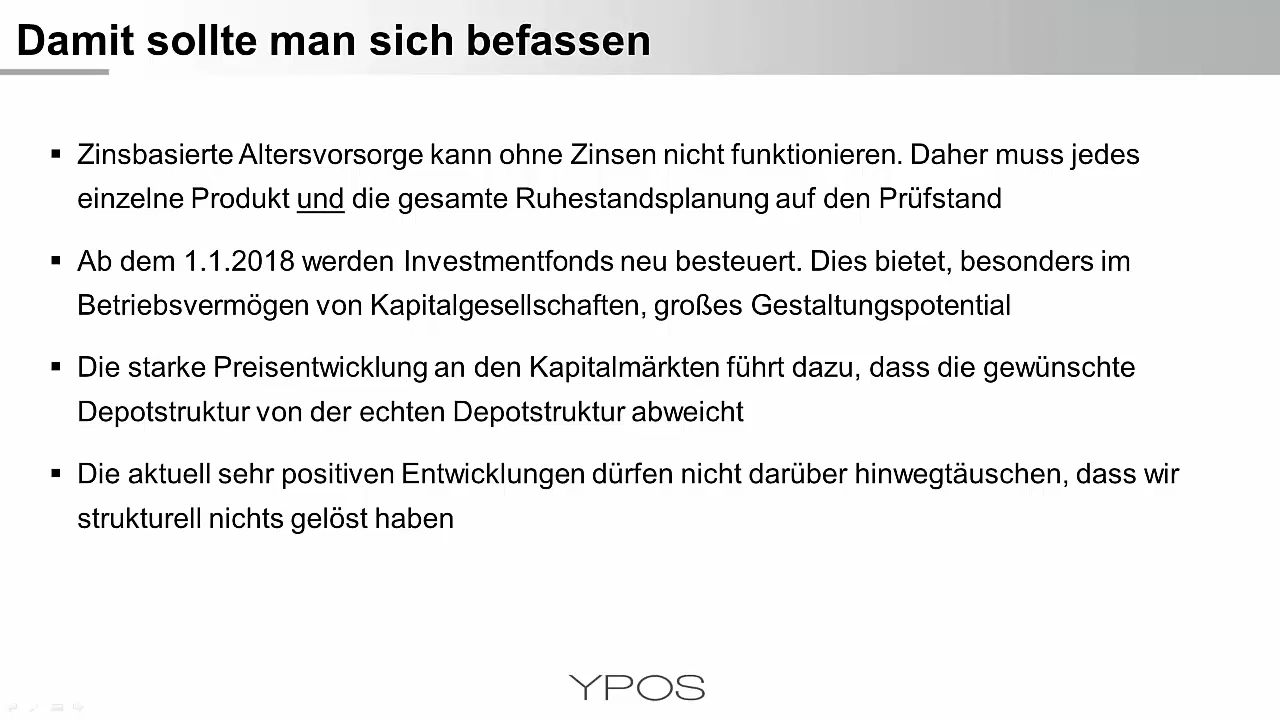 Damit sollte man sich befassen
▪ Zinsbasierte Altersvorsorge kann ohne Zinsen nicht funktionieren. Daher muss jedes
einzelne Produkt und die gesamte Ruhestandsplanung auf den Prüfstand
▪ Ab dem 1.1.2018 werden Investmentfonds neu besteuert. Dies bietet, besonders im
Betriebsvermögen von Kapitalgesellschaften, großes Gestaltungspotential
▪ Die starke Preisentwicklung an den Kapitalmärkten führt dazu, dass die gewünschte
Depotstruktur von der echten Depotstruktur abweicht
▪ Die aktuell sehr positiven Entwicklungen dürfen nicht darüber hinwegtäuschen, dass wir
strukturell nichts gelöst haben
YPOS